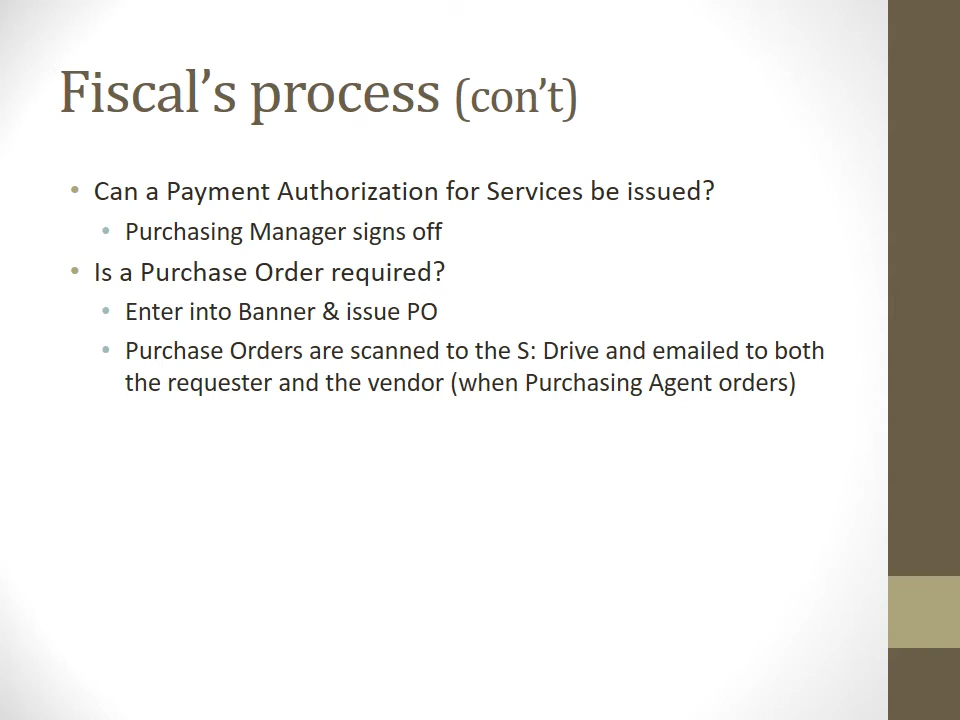 Fiscal’s process (con’t)
• Can a Payment Authorization for Services be issued?
• Purchasing Manager signs off
• Is a Purchase Order required?
• Enter into Banner & issue PO
• Purchase Orders are scanned to the S: Drive and emailed to both
the requester and the vendor (when Purchasing Agent orders)